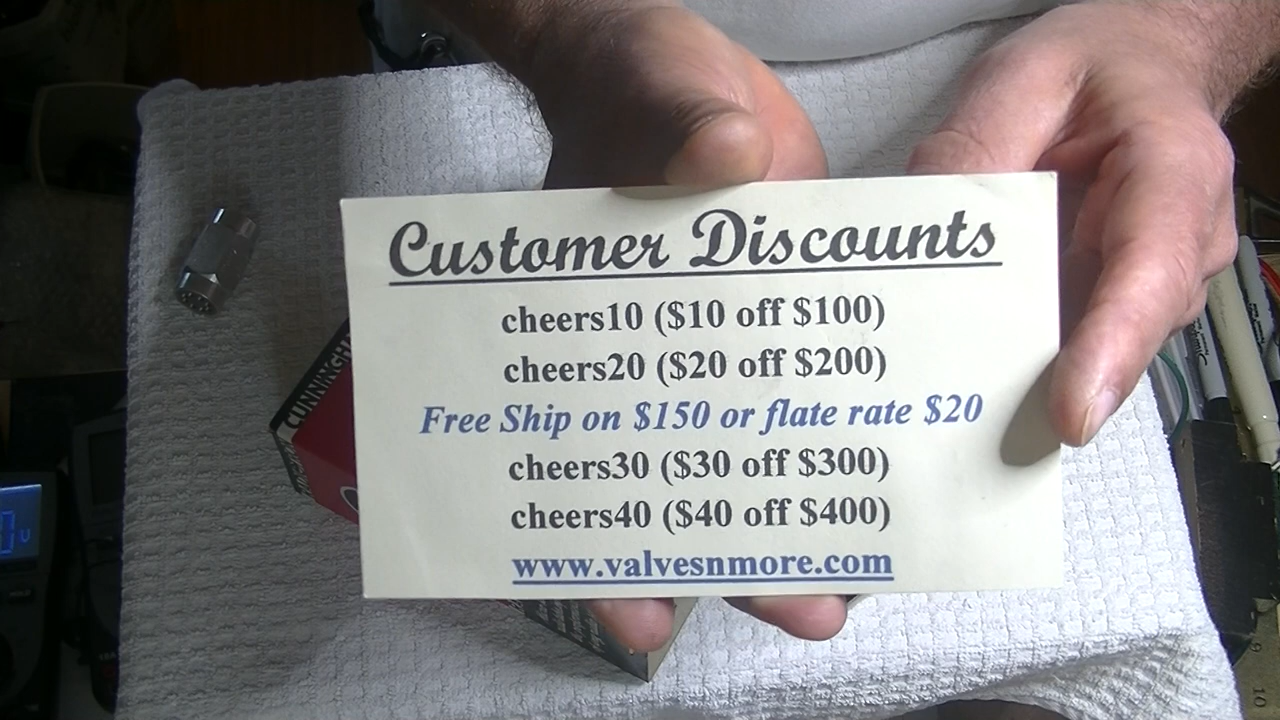 Customer Discounts
cheers10 ($10 off $100)
cheers20 ($20 off $200)
Free Ship on $150 or flate rate $20
cheers30 ($30 off $300)
cheers40 ($40 off $400)
www.valvesnmore.com